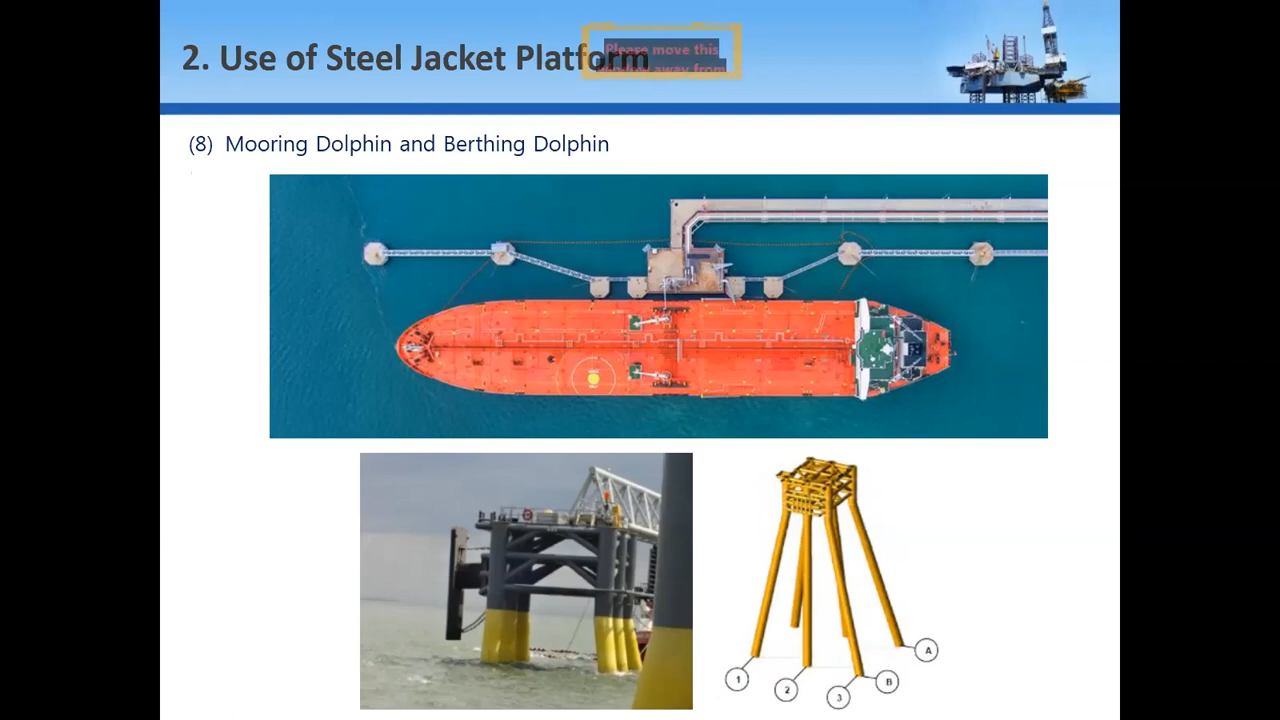 2. Use of Steel Jacket Platform
Please move this
away from
(8) Mooring Dolphin and Berthing Dolphin
A
1
B
2
3